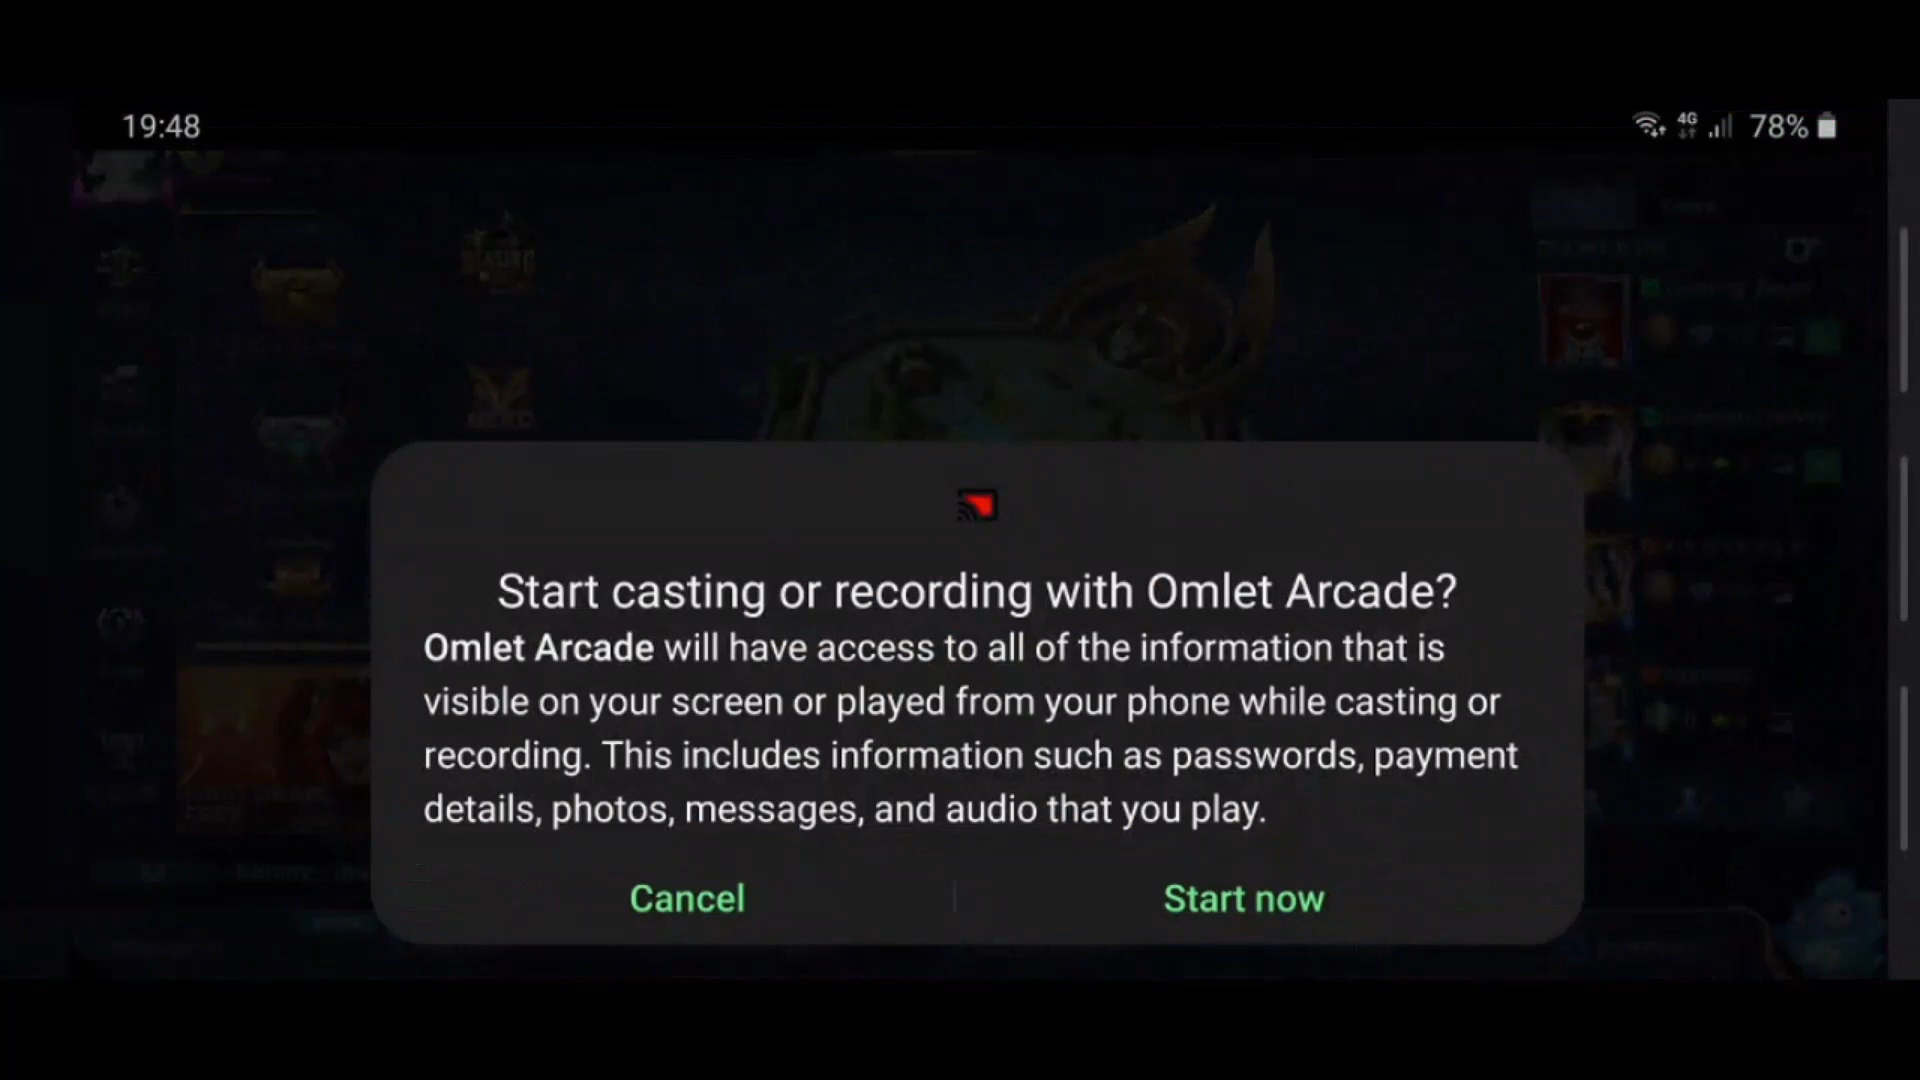 19:48
4G
78%
Start casting or recording with Omlet Arcade?
Omlet Arcade will have access to all of the information that is
visible on your screen or played from your phone while casting or
recording. This includes information such as passwords, payment
details, photos, messages, and audio that you play.
Cancel
Start now